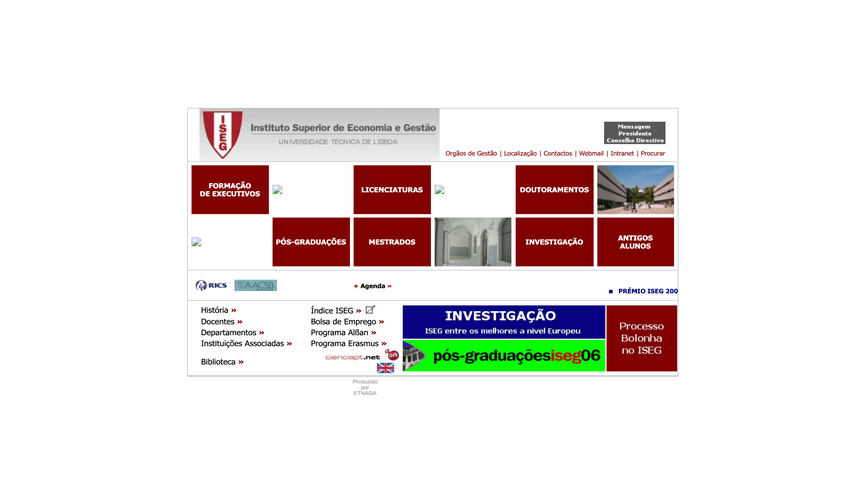 ISEG
Instituto Superior de Economia e Gestão
UNIVERSIDADE TÉCNICA DE LISBOA
Mensagem
Presidente
Conselho Directivo
Orgãos de Gestão | Localização | Contactos | Webmail | Intranet | Procurar
FORMAÇÃO
DE EXECUTIVOS
LICENCIATURAS
DOUTORAMENTOS
PÓS-GRADUAÇÕES
MESTRADOS
INVESTIGAÇÃO
ANTIGOS
ALUNOS
RICS
AACSB
Agenda »
PRÉMIO ISEG 200
História »
Docentes »
Departamentos »
Instituições Associadas »
Biblioteca »
Índice ISEG »
Bolsa de Emprego »
Programa Alßan »
Programa Erasmus »
cienciapt.net
INVESTIGAÇÃO
ISEG entre os melhores a nível Europeu
pós-graduaçõesiseg06
Processo
Bolonha
no ISEG
Produzido
por
ETNAGA